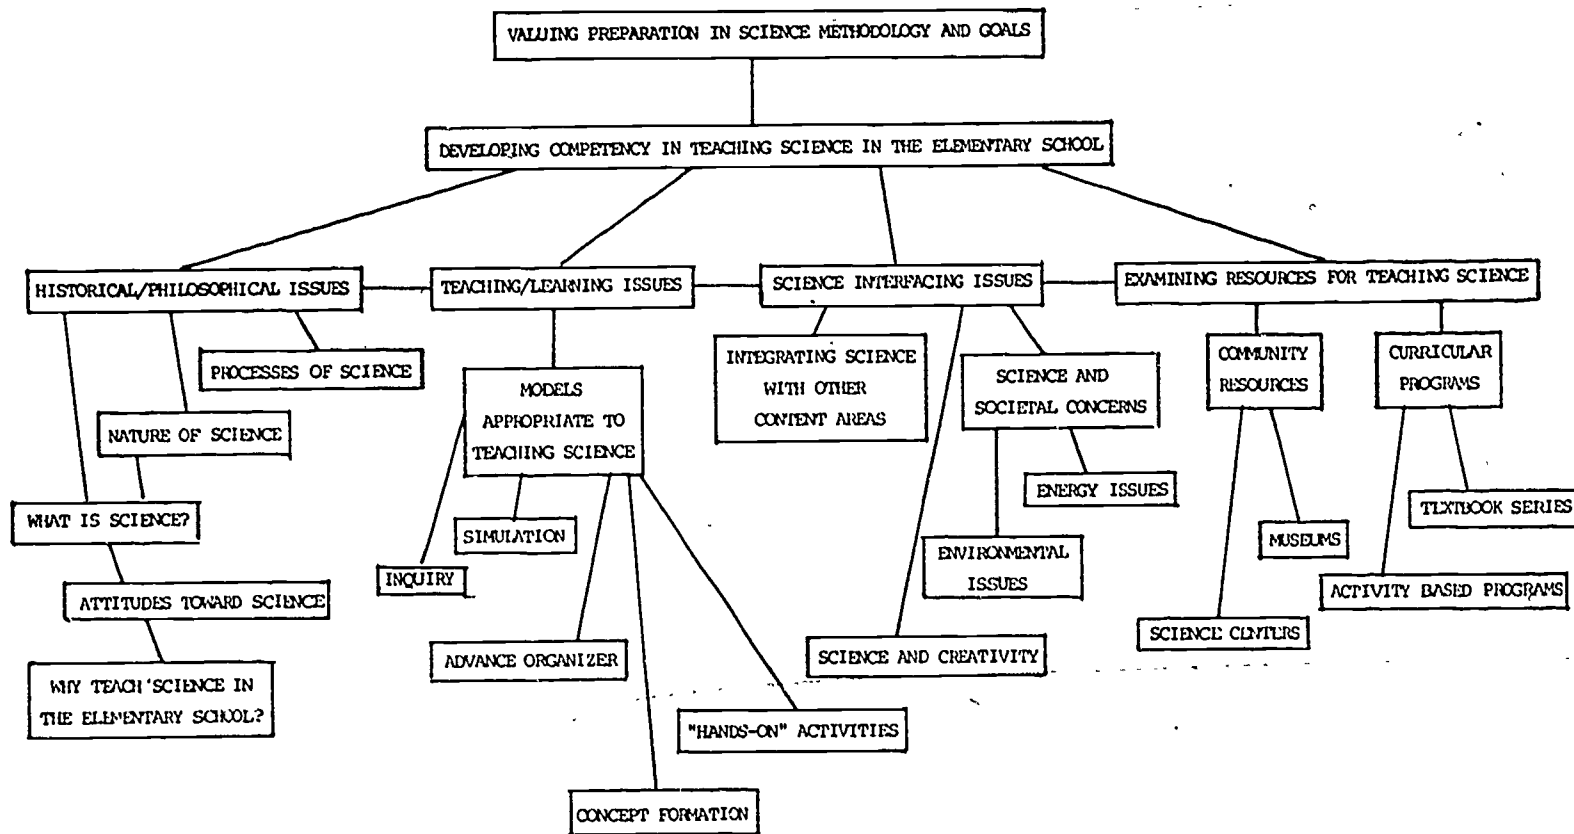 VALUING PREPARATION IN SCIENCE METHODOLOGY AND GOALS
DEVELOPING COMPETENCY IN TEACHING SCIENCE IN THE ELEMENTARY SCHOOL
HISTORICAL/PHILOSOPHICAL ISSUES
TEACHING/LEARNING ISSUES
SCIENCE INTERFACING ISSUES
EXAMINING RESOURCES FOR TEACHING SCIENCE
PROCESSES OF SCIENCE
NATURE OF SCIENCE
WHAT IS SCIENCE?
ATTITUDES TOWARD SCIENCE
WHY TEACH SCIENCE IN
THE ELEMENTARY SCHOOL?
MODELS
APPROPRIATE TO
TEACHING SCIENCE
INQUIRY
SIMULATION
ADVANCE ORGANIZER
CONCEPT FORMATION
"HANDS-ON" ACTIVITIES
INTEGRATING SCIENCE
WITH OTHER
CONTENT AREAS
SCIENCE AND
SOCIETAL CONCERNS
ENERGY ISSUES
ENVIRONMENTAL
ISSUES
SCIENCE AND CREATIVITY
COMMUNITY
RESOURCES
CURRICULAR
PROGRAMS
TEXTBOOK SERIES
MUSEUMS
ACTIVITY BASED PROGRAMS
SCIENCE CENTERS